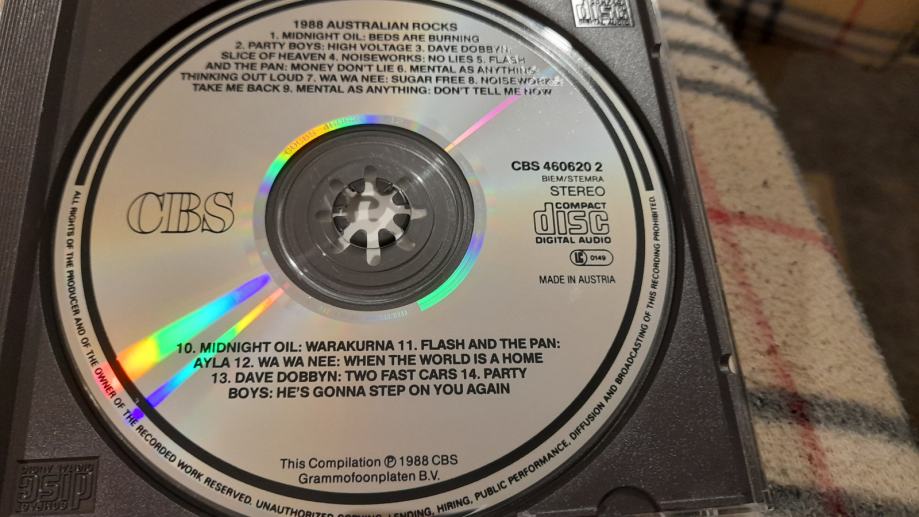 1988 AUSTRALIAN ROCKS
1. MIDNIGHT OIL: BEDS ARE BURNING
2. PARTY BOYS: HIGH VOLTAGE 3. DAVE DOBBYN:
SLICE OF HEAVEN 4. NOISEWORKS: NO LIES 5. FLASH
AND THE PAN: MONEY DON'T LIE 6. MENTAL AS ANYTHING:
THINKING OUT LOUD 7. WA WA NEE: SUGAR FREE 8. NOISEWORKS:
TAKE ME BACK 9. MENTAL AS ANYTHING: DON'T TELL ME NOW
CBS
CBS 460620 2
BIEM/STEMRA
STEREO
COMPACT
disc
DIGITAL AUDIO
LC 0149
MADE IN AUSTRIA
10. MIDNIGHT OIL: WARAKURNA 11. FLASH AND THE PAN:
AYLA 12. WA WA NEE: WHEN THE WORLD IS A HOME
13. DAVE DOBBYN: TWO FAST CARS 14. PARTY
BOYS: HE'S GONNA STEP ON YOU AGAIN
This Compilation Ⓟ 1988 CBS
Grammofoonplaten B.V.
ALL RIGHTS OF THE PRODUCER AND OF THE OWNER OF THE RECORDED WORK RESERVED. UNAUTHORIZED COPYING, LENDING, HIRING, PUBLIC PERFORMANCE, DIFFUSION AND BROADCASTING OF THIS RECORDING PROHIBITED.
disc
COMPACT
disc
DIGITAL AUDIO